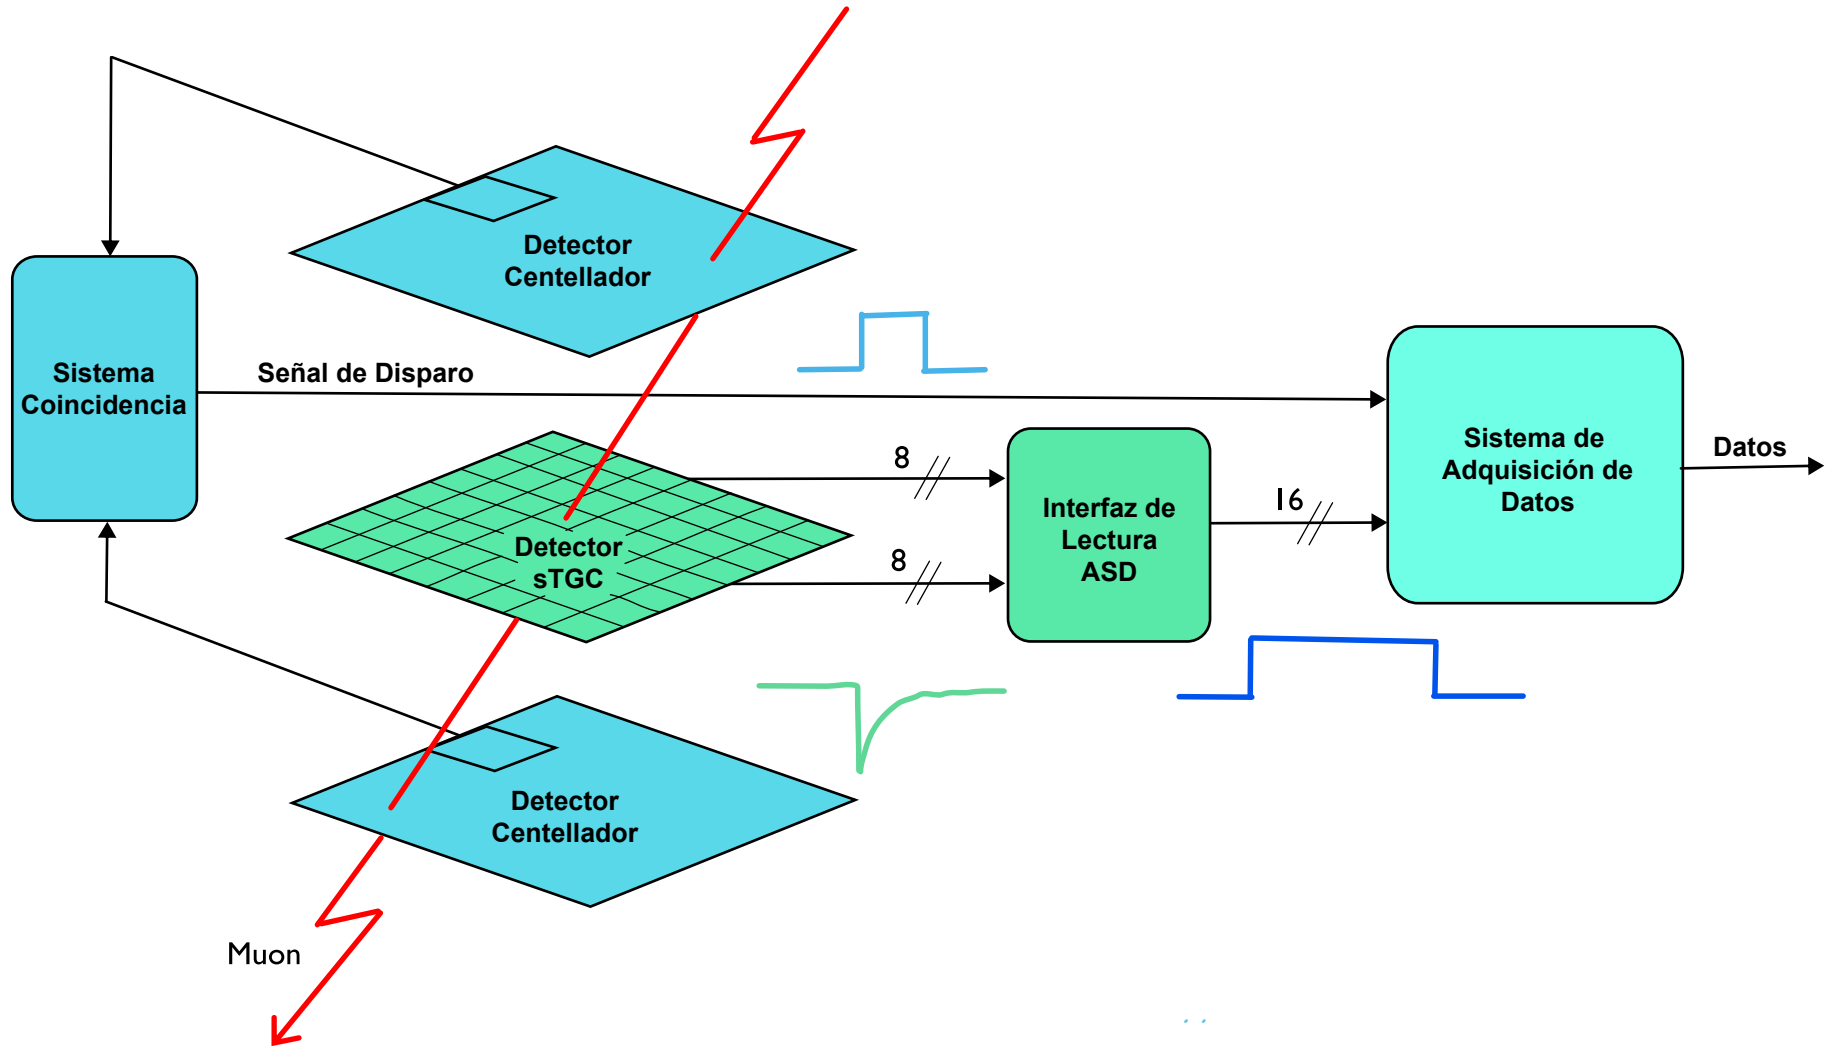 Detector
Centellador
Sistema
Coincidencia
Señal de Disparo
Sistema de
Adquisición de
Datos
Datos
8
Interfaz de
Lectura
ASD
16
Detector
sTGC
8
Detector
Centellador
Muon